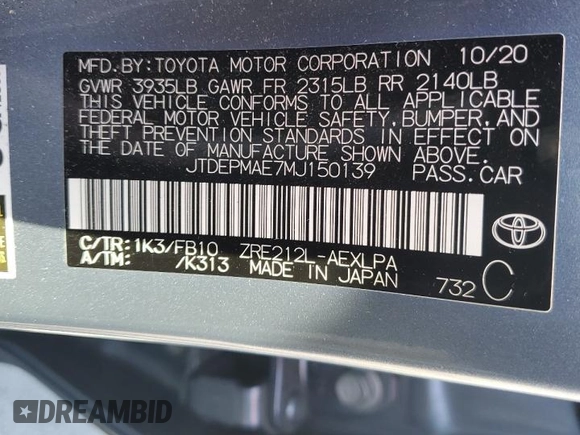 MFD.BY:TOYOTA MOTOR CORPORATION 10/20
GVWR 3935LB GAWR FR 2315LB RR 2140LB
THIS VEHICLE CONFORMS TO ALL APPLICABLE
FEDERAL MOTOR VEHICLE SAFETY,BUMPER,AND
THEFT PREVENTION STANDARDS IN EFFECT ON
THE DATE OF MANUFACTURE SHOWN ABOVE.
JTDEPMAE7MJ150139 PASS.CAR
C/TR: 1K3/FB10 ZRE212L-AEXLPA
A/TM: /K313 MADE IN JAPAN 732 C
DREAMBID